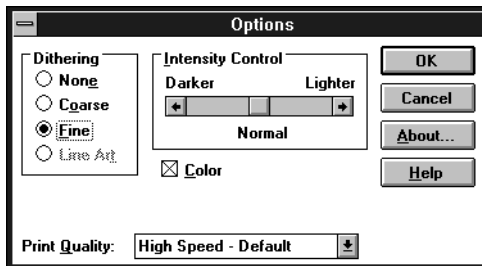 Options
Dithering
None
Coarse
Fine
Line Art
Intensity Control
Darker Lighter
Normal
Color
OK
Cancel
About...
Help
Print Quality: High Speed - Default